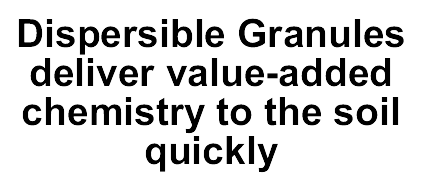 Dispersible Granules
deliver value-added
chemistry to the soil
quickly